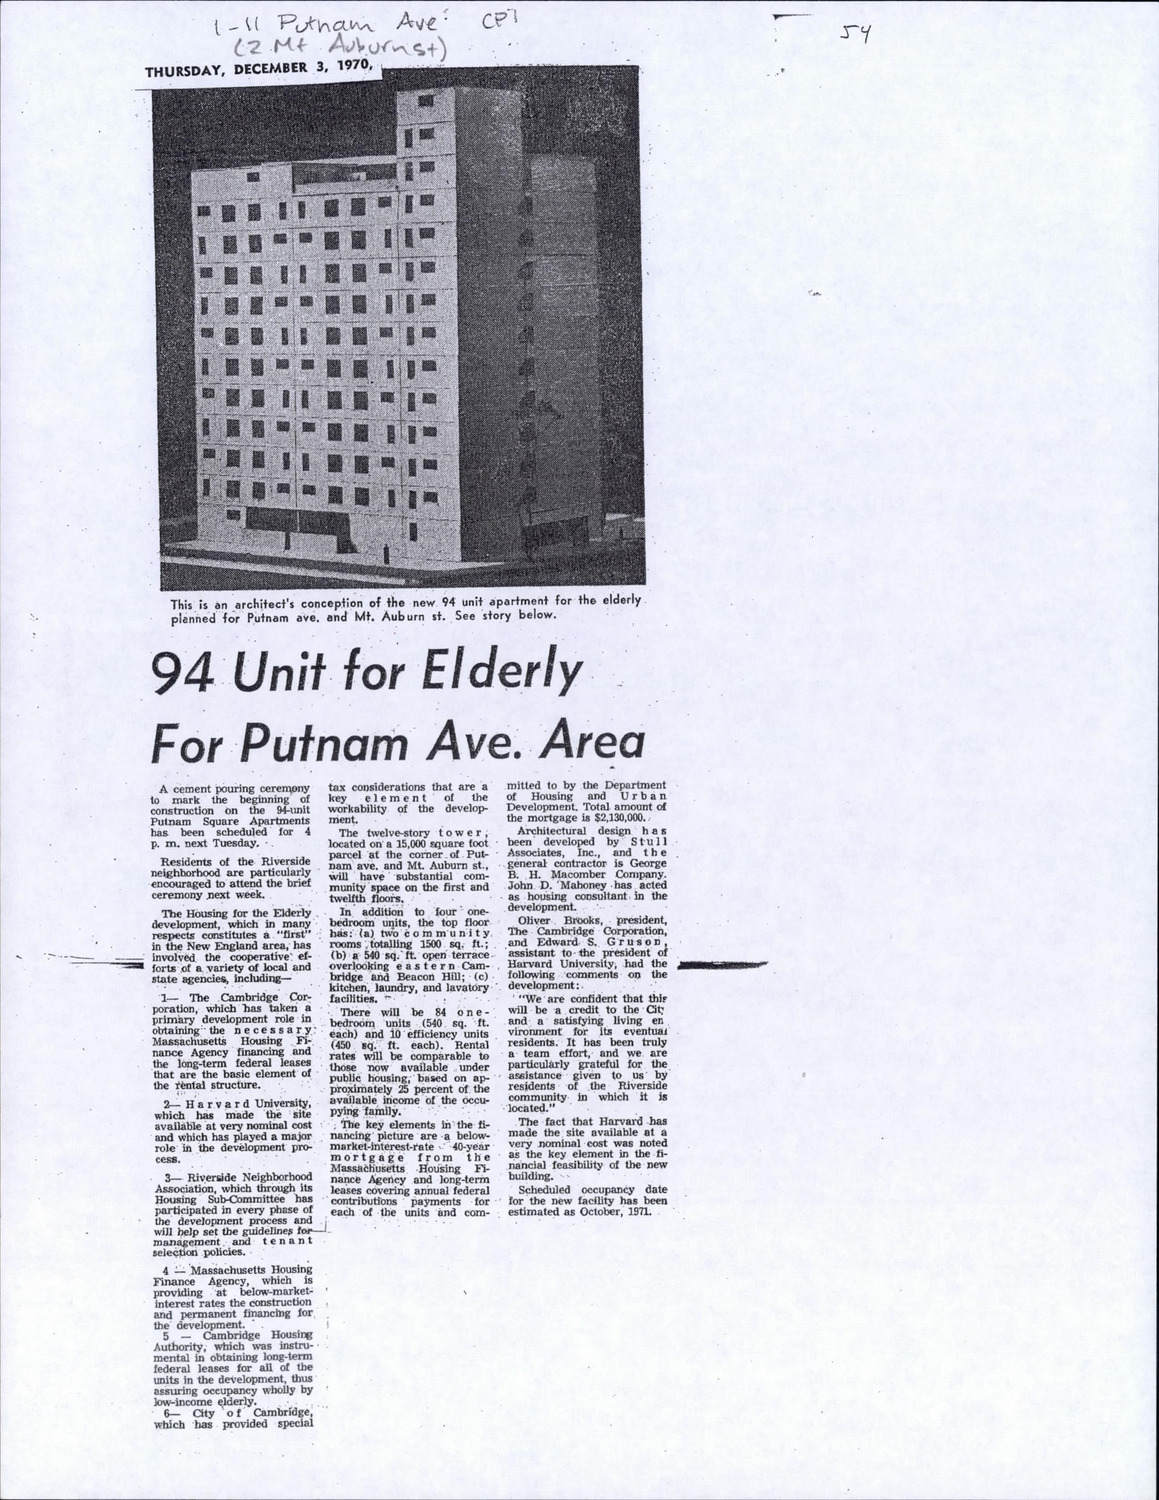 1-11 Putnam Ave. CPT
(2 Mt Auburn st)
54
THURSDAY, DECEMBER 3, 1970,
This is an architect's conception of the new 94 unit apartment for the elderly
planned for Putnam ave. and Mt. Auburn st. See story below.
94 Unit for Elderly
For Putnam Ave. Area
A cement pouring ceremony
to mark the beginning of
construction on the 94-unit
Putnam Square Apartments
has been scheduled for 4
p. m. next Tuesday.
Residents of the Riverside
neighborhood are particularly
encouraged to attend the brief
ceremony next week.
The Housing for the Elderly
development, which in many
respects constitutes a "first"
in the New England area, has
involved the cooperative ef-
forts of a variety of local and
state agencies, including—
1— The Cambridge Cor-
poration, which has taken a
primary development role in
obtaining the necessary
Massachusetts Housing Fi-
nance Agency financing and
the long-term federal leases
that are the basic element of
the rental structure.
2— Harvard University,
which has made the site
available at very nominal cost
and which has played a major
role in the development pro-
cess.
3— Riverside Neighborhood
Association, which through its
Housing Sub-Committee has
participated in every phase of
the development process and
will help set the guidelines for
management and tenant
selection policies.
4 — Massachusetts Housing
Finance Agency, which is
providing at below-market-
interest rates the construction
and permanent financing for
the development.
5 — Cambridge Housing
Authority, which was instru-
mental in obtaining long-term
federal leases for all of the
units in the development, thus
assuring occupancy wholly by
low-income elderly.
6— City of Cambridge,
which has provided special
tax considerations that are a
key element of the
workability of the develop-
ment.
The twelve-story tower,
located on a 15,000 square foot
parcel at the corner of Put-
nam ave. and Mt. Auburn st.,
will have substantial com-
munity space on the first and
twelfth floors.
In addition to four one-
bedroom units, the top floor
has: (a) two community
rooms totalling 1500 sq. ft.;
(b) a 540 sq. ft. open terrace
overlooking eastern Cam-
bridge and Beacon Hill; (c)
kitchen, laundry, and lavatory
facilities.
There will be 84 one-
bedroom units (540 sq. ft.
each) and 10 efficiency units
(450 sq. ft. each). Rental
rates will be comparable to
those now available under
public housing, based on ap-
proximately 25 percent of the
available income of the occu-
pying family.
The key elements in the fi-
nancing picture are a below-
market-interest-rate 40-year
mortgage from the
Massachusetts Housing Fi-
nance Agency and long-term
leases covering annual federal
contributions payments for
each of the units and com-
mitted to by the Department
of Housing and Urban
Development. Total amount of
the mortgage is $2,130,000.
Architectural design has
been developed by Stull
Associates, Inc., and the
general contractor is George
B. H. Macomber Company.
John D. Mahoney has acted
as housing consultant in the
development.
Oliver Brooks, president,
The Cambridge Corporation,
and Edward S. Gruson,
assistant to the president of
Harvard University, had the
following comments on the
development:
"We are confident that this
will be a credit to the City
and a satisfying living en
vironment for its eventual
residents. It has been truly
a team effort, and we are
particularly grateful for the
assistance given to us by
residents of the Riverside
community in which it is
located."
The fact that Harvard has
made the site available at a
very nominal cost was noted
as the key element in the fi-
nancial feasibility of the new
building.
Scheduled occupancy date
for the new facility has been
estimated as October, 1971.